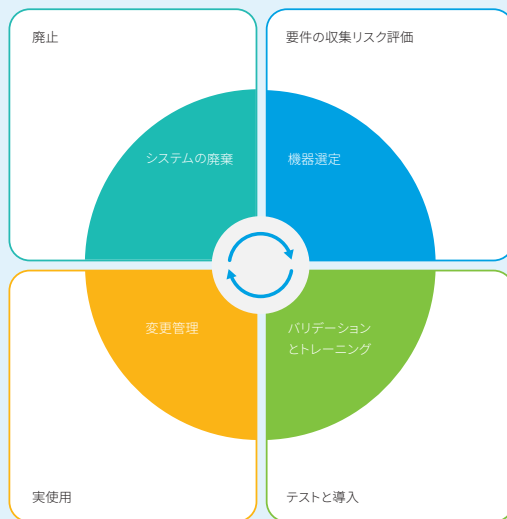 廃止
要件の収集リスク評価
システムの廃棄
機器選定
変更管理
バリデーション
とトレーニング
実使用
テストと導入